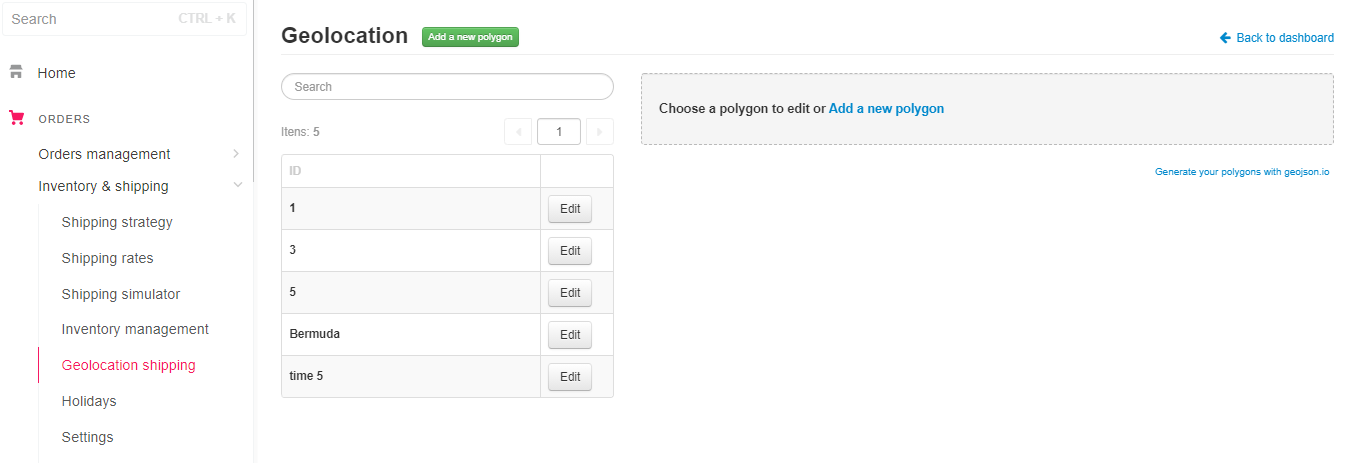 Search CTRL + K
Home
ORDERS
Orders management
Inventory & shipping
Shipping strategy
Shipping rates
Shipping simulator
Inventory management
Geolocation shipping
Holidays
Settings
Geolocation Add a new polygon
Back to dashboard
Search
Itens: 5
1
ID
1 Edit
3 Edit
5 Edit
Bermuda Edit
time 5 Edit
Choose a polygon to edit or Add a new polygon
Generate your polygons with geojson.io